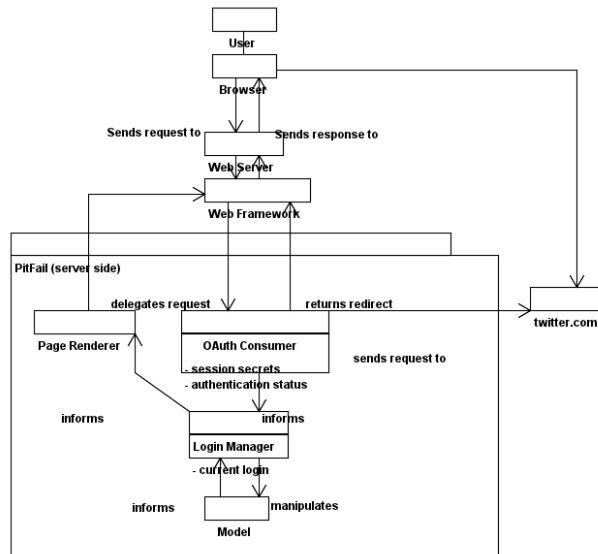 User
Browser
Sends request to
Sends response to
Web Server
Web Framework
PitFail (server side)
delegates request
returns redirect
twitter.com
Page Renderer
OAuth Consumer
sends request to
- session secrets
- authentication status
informs
informs
Login Manager
- current login
informs
manipulates
Model